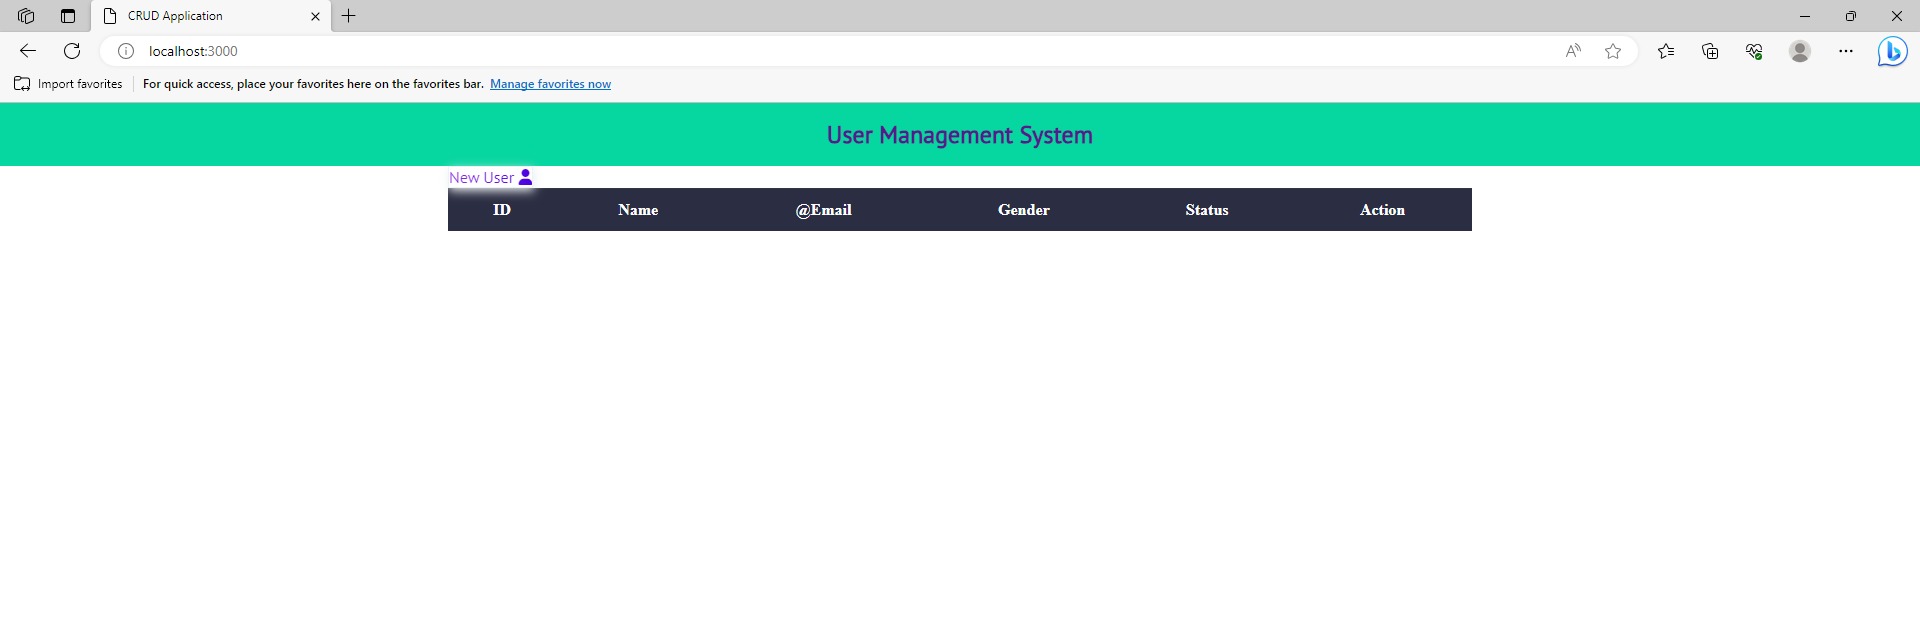 CRUD Application
localhost:3000
Import favorites For quick access, place your favorites here on the favorites bar. Manage favorites now
User Management System
New User
ID Name @Email Gender Status Action